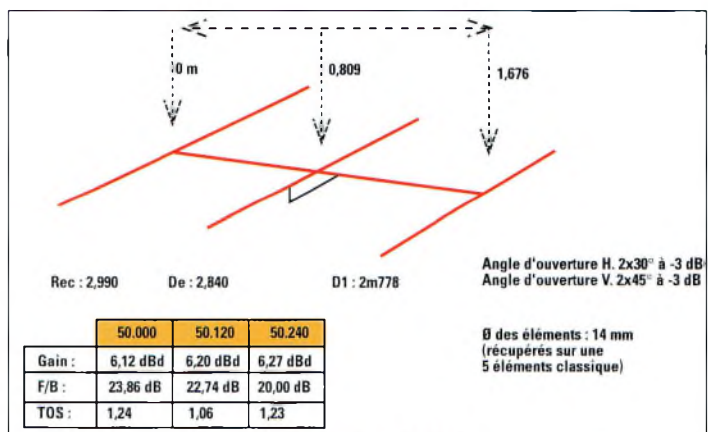 0 m
0,809
1,676
Rec : 2,990
De : 2,840
D1 : 2m778
Angle d'ouverture H. 2x30° à -3 dB
Angle d'ouverture V. 2x45° à -3 dB
Ø des éléments : 14 mm
(récupérés sur une
5 éléments classique)
50.000 50.120 50.240
Gain : 6,12 dBd 6,20 dBd 6,27 dBd
F/B : 23,86 dB 22,74 dB 20,00 dB
TOS : 1,24 1,06 1,23